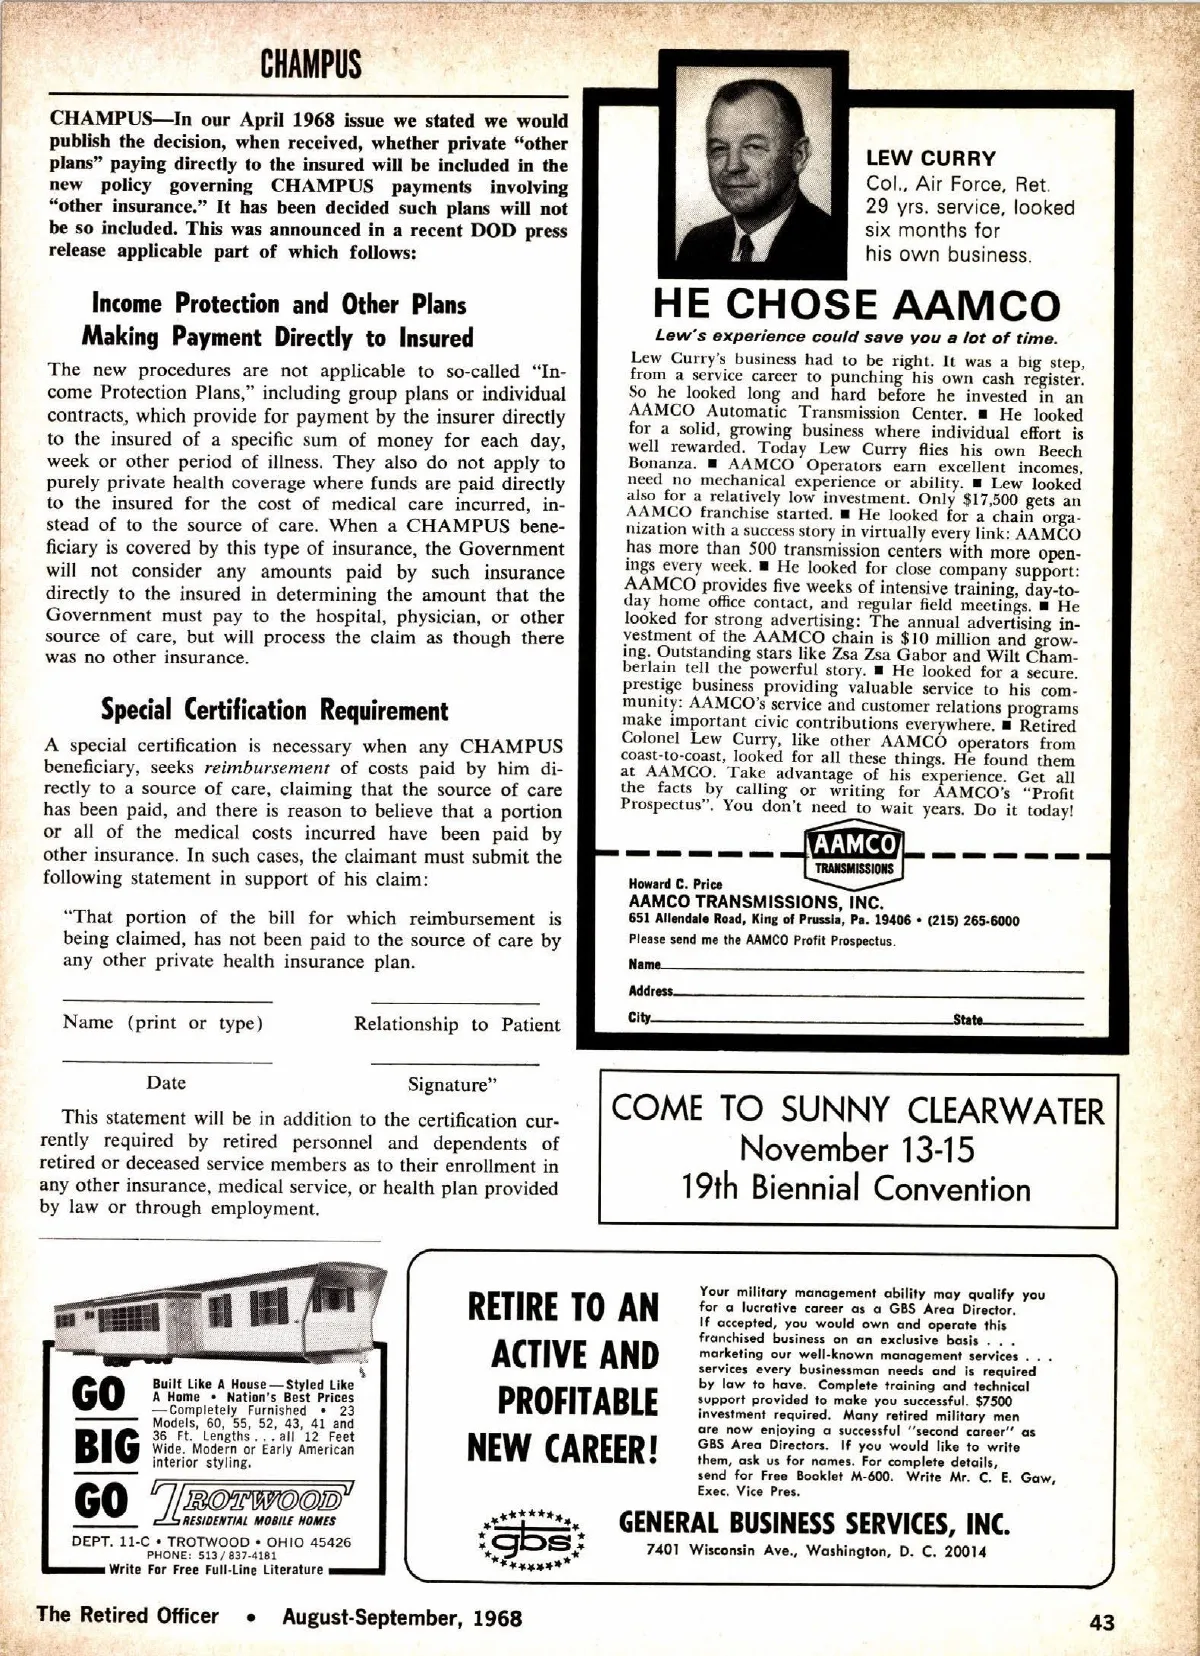 CHAMPUS
CHAMPUS—In our April 1968 issue we stated we would
publish the decision, when received, whether private “other
plans” paying directly to the insured will be included in the
new policy governing CHAMPUS payments involving
“other insurance.” It has been decided such plans will not
be so included. This was announced in a recent DOD press
release applicable part of which follows:
Income Protection and Other Plans
Making Payment Directly to Insured
The new procedures are not applicable to so-called “In-
come Protection Plans,” including group plans or individual
contracts, which provide for payment by the insurer directly
to the insured of a specific sum of money for each day,
week or other period of illness. They also do not apply to
purely private health coverage where funds are paid directly
to the insured for the cost of medical care incurred, in-
stead of to the source of care. When a CHAMPUS bene-
ficiary is covered by this type of insurance, the Government
will not consider any amounts paid by such insurance
directly to the insured in determining the amount that the
Government must pay to the hospital, physician, or other
source of care, but will process the claim as though there
was no other insurance.
Special Certification Requirement
A special certification is necessary when any CHAMPUS
beneficiary, seeks reimbursement of costs paid by him di-
rectly to a source of care, claiming that the source of care
has been paid, and there is reason to believe that a portion
or all of the medical costs incurred have been paid by
other insurance. In such cases, the claimant must submit the
following statement in support of his claim:
“That portion of the bill for which reimbursement is
being claimed, has not been paid to the source of care by
any other private health insurance plan.
Name (print or type) Relationship to Patient
Date Signature”
This statement will be in addition to the certification cur-
rently required by retired personnel and dependents of
retired or deceased service members as to their enrollment in
any other insurance, medical service, or health plan provided
by law or through employment.
LEW CURRY
Col., Air Force, Ret.
29 yrs. service, looked
six months for
his own business.
HE CHOSE AAMCO
Lew's experience could save you a lot of time.
Lew Curry's business had to be right. It was a big step,
from a service career to punching his own cash register.
So he looked long and hard before he invested in an
AAMCO Automatic Transmission Center. ■ He looked
for a solid, growing business where individual effort is
well rewarded. Today Lew Curry flies his own Beech
Bonanza. ■ AAMCO Operators earn excellent incomes,
need no mechanical experience or ability. ■ Lew looked
also for a relatively low investment. Only $17,500 gets an
AAMCO franchise started. ■ He looked for a chain orga-
nization with a success story in virtually every link: AAMCO
has more than 500 transmission centers with more open-
ings every week. ■ He looked for close company support:
AAMCO provides five weeks of intensive training, day-to-
day home office contact, and regular field meetings. ■ He
looked for strong advertising: The annual advertising in-
vestment of the AAMCO chain is $10 million and grow-
ing. Outstanding stars like Zsa Zsa Gabor and Wilt Cham-
berlain tell the powerful story. ■ He looked for a secure.
prestige business providing valuable service to his com-
munity: AAMCO's service and customer relations programs
make important civic contributions everywhere. ■ Retired
Colonel Lew Curry, like other AAMCO operators from
coast-to-coast, looked for all these things. He found them
at AAMCO. Take advantage of his experience. Get all
the facts by calling or writing for AAMCO's “Profit
Prospectus”. You don't need to wait years. Do it today!
AAMCO
TRANSMISSIONS
Howard C. Price
AAMCO TRANSMISSIONS, INC.
651 Allendale Road, King of Prussia, Pa. 19406 • (215) 265-6000
Please send me the AAMCO Profit Prospectus.
Name
Address
City State
COME TO SUNNY CLEARWATER
November 13-15
19th Biennial Convention
GO
BIG
GO
Built Like A House—Styled Like
A Home • Nation's Best Prices
—Completely Furnished • 23
Models, 60, 55, 52, 43, 41 and
36 Ft. Lengths...all 12 Feet
Wide. Modern or Early American
interior styling.
TROTWOOD
RESIDENTIAL MOBILE HOMES
DEPT. 11-C • TROTWOOD • OHIO 45426
PHONE: 513 / 837-4181
Write For Free Full-Line Literature
RETIRE TO AN
ACTIVE AND
PROFITABLE
NEW CAREER!
Your military management ability may qualify you
for a lucrative career as a GBS Area Director.
If accepted, you would own and operate this
franchised business on an exclusive basis . . .
marketing our well-known management services . . .
services every businessman needs and is required
by law to have. Complete training and technical
support provided to make you successful. $7500
investment required. Many retired military men
are now enjoying a successful "second career" as
GBS Area Directors. If you would like to write
them, ask us for names. For complete details,
send for Free Booklet M-600. Write Mr. C. E. Gaw,
Exec. Vice Pres.
gbs
GENERAL BUSINESS SERVICES, INC.
7401 Wisconsin Ave., Washington, D. C. 20014
The Retired Officer • August-September, 1968 43